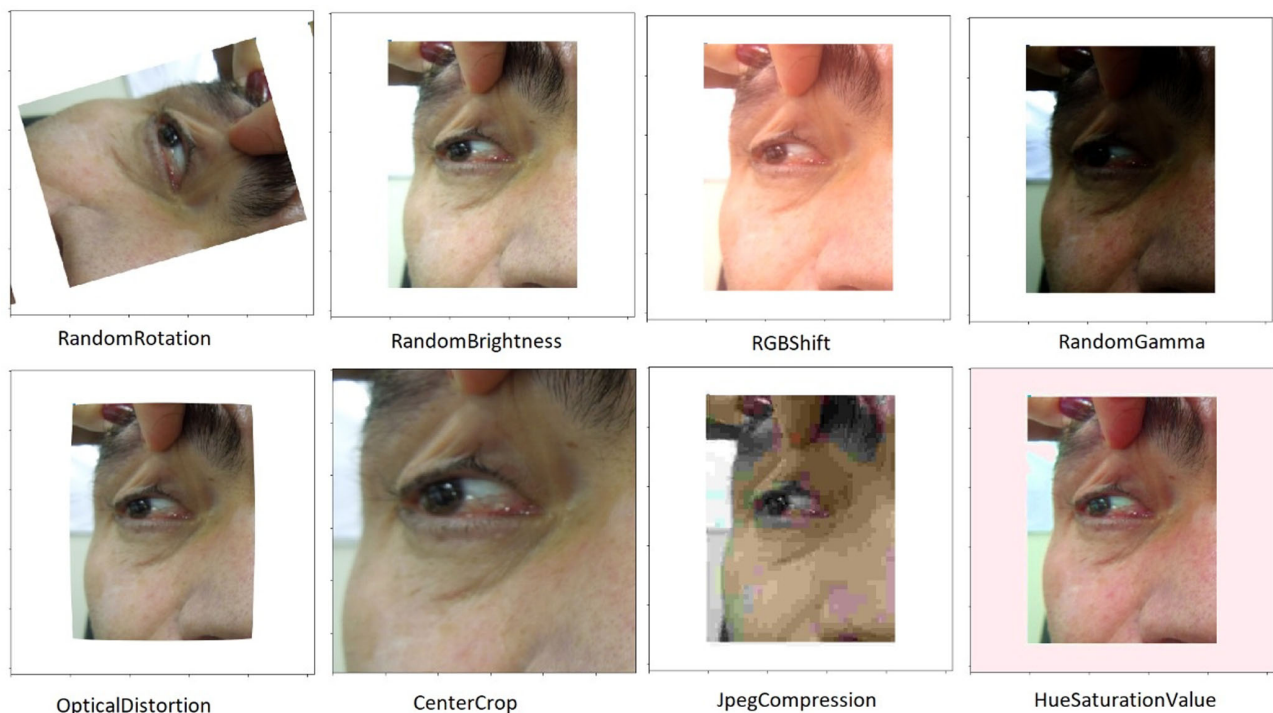 RandomRotation
RandomBrightness
RGBShift
RandomGamma
OpticalDistortion
CenterCrop
JpegCompression
HueSaturationValue